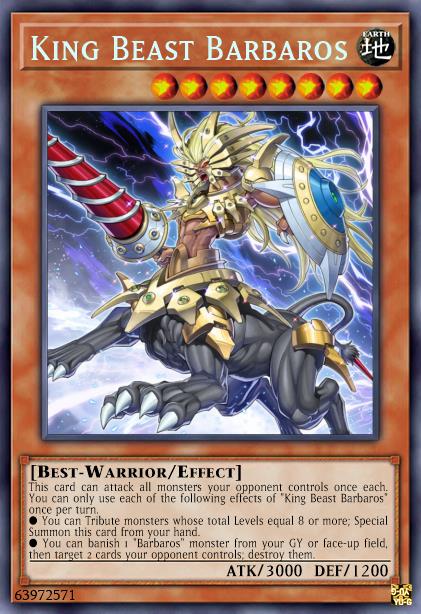 KING BEAST BARBAROS
EARTH
地
[BEST-WARRIOR/EFFECT]
This card can attack all monsters your opponent controls once each.
You can only use each of the following effects of "King Beast Barbaros"
once per turn.
● You can Tribute monsters whose total Levels equal 8 or more; Special
Summon this card from your hand.
● You can banish 1 "Barbaros" monster from your GY or face-up field,
then target 2 cards your opponent controls; destroy them.
ATK/3000 DEF/1200
63972571